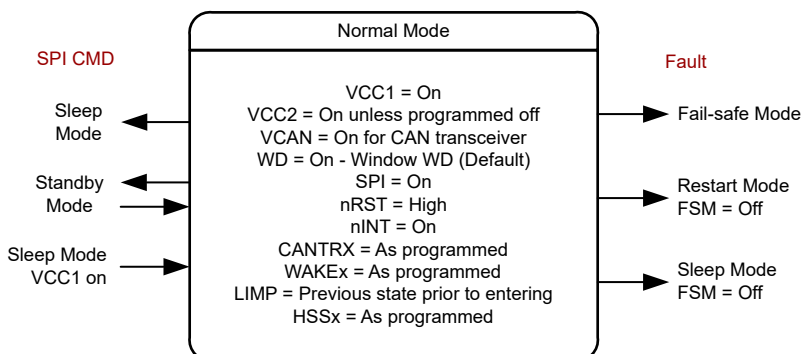 Normal Mode
SPI CMD
Fault
VCC1 = On
VCC2 = On unless programmed off
VCAN = On for CAN transceiver
WD = On - Window WD (Default)
SPI = On
nRST = High
nINT = On
CANTRX = As programmed
WAKEx = As programmed
LIMP = Previous state prior to entering
HSSx = As programmed
Sleep
Mode
Standby
Mode
Sleep Mode
VCC1 on
Fail-safe Mode
Restart Mode
FSM = Off
Sleep Mode
FSM = Off